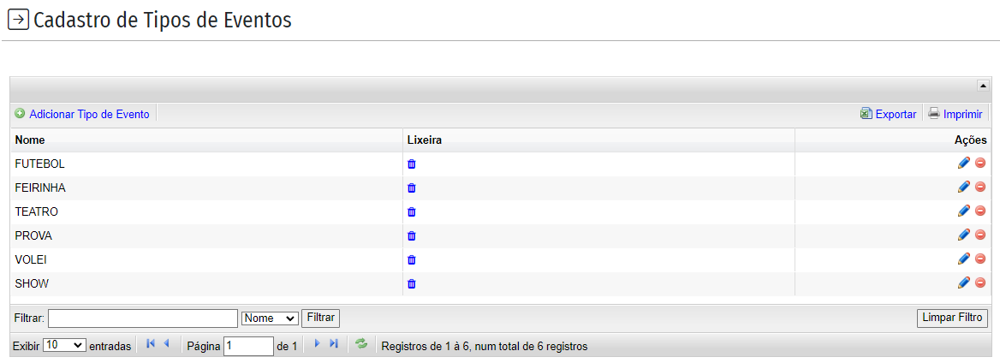 Cadastro de Tipos de Eventos
Adicionar Tipo de Evento Exportar Imprimir
Nome Lixeira Ações
FUTEBOL
FEIRINHA
TEATRO
PROVA
VOLEI
SHOW
Filtrar: Nome Filtrar Limpar Filtro
Exibir 10 entradas Página 1 de 1 Registros de 1 à 6, num total de 6 registros